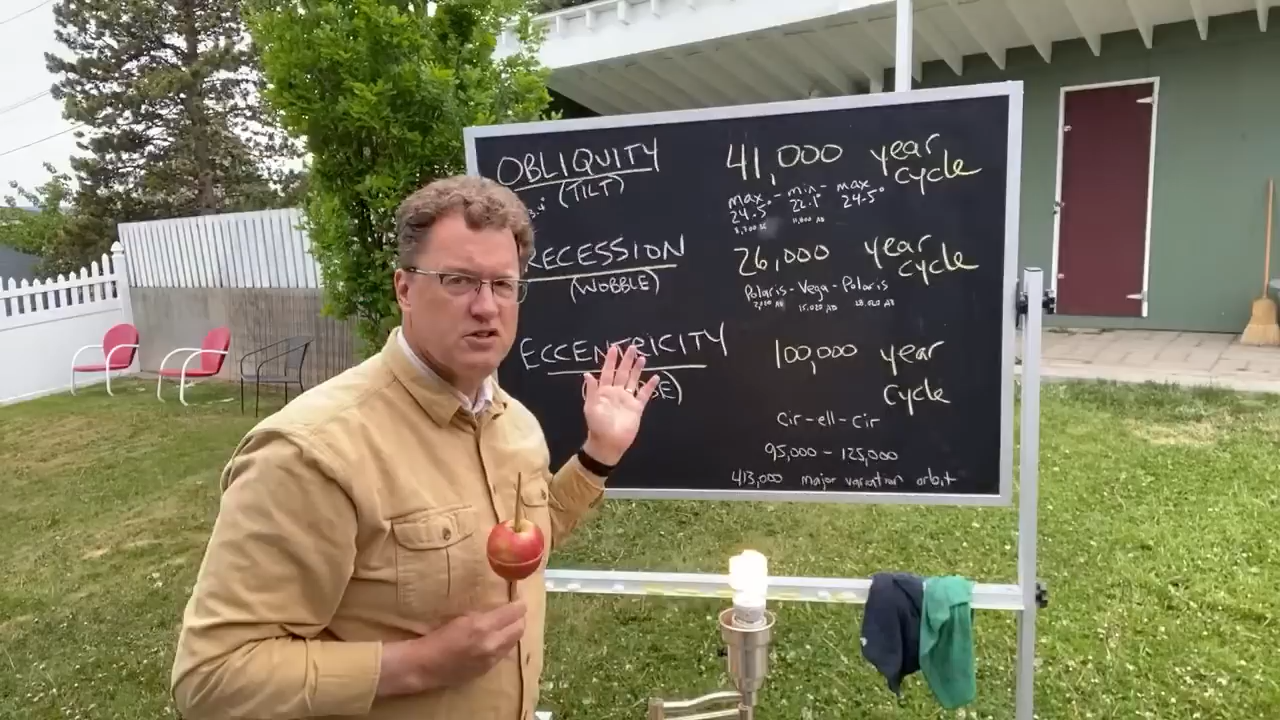 OBLIQUITY 41,000 year cycle
(TILT)
max - min - max
24.5° 22.1° 24.5°
RECESSION 26,000 year cycle
(WOBBLE)
Polaris - Vega - Polaris
ECCENTRICITY 100,000 year cycle
Cir-ell-Cir
95,000 - 125,000
413,000 major variation orbit